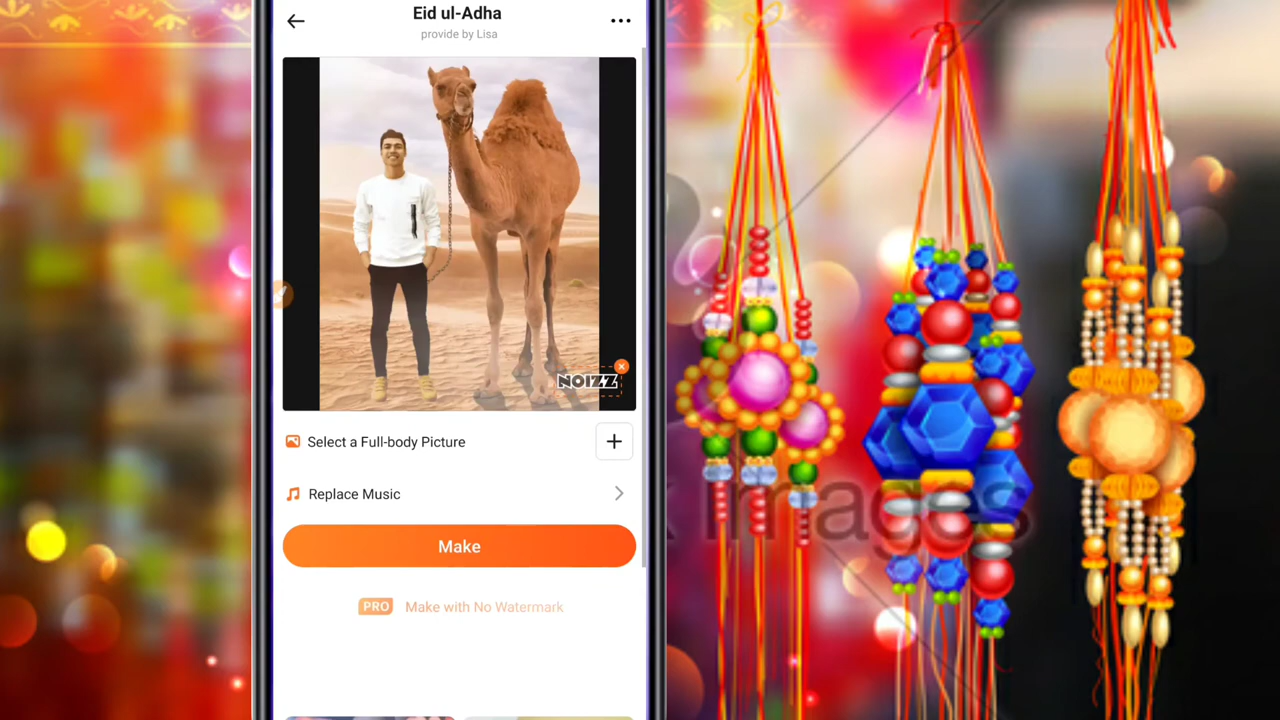 Eid ul-Adha
provide by Lisa
NOIZZ
Select a Full-body Picture
Replace Music
Make
PRO Make with No Watermark
images